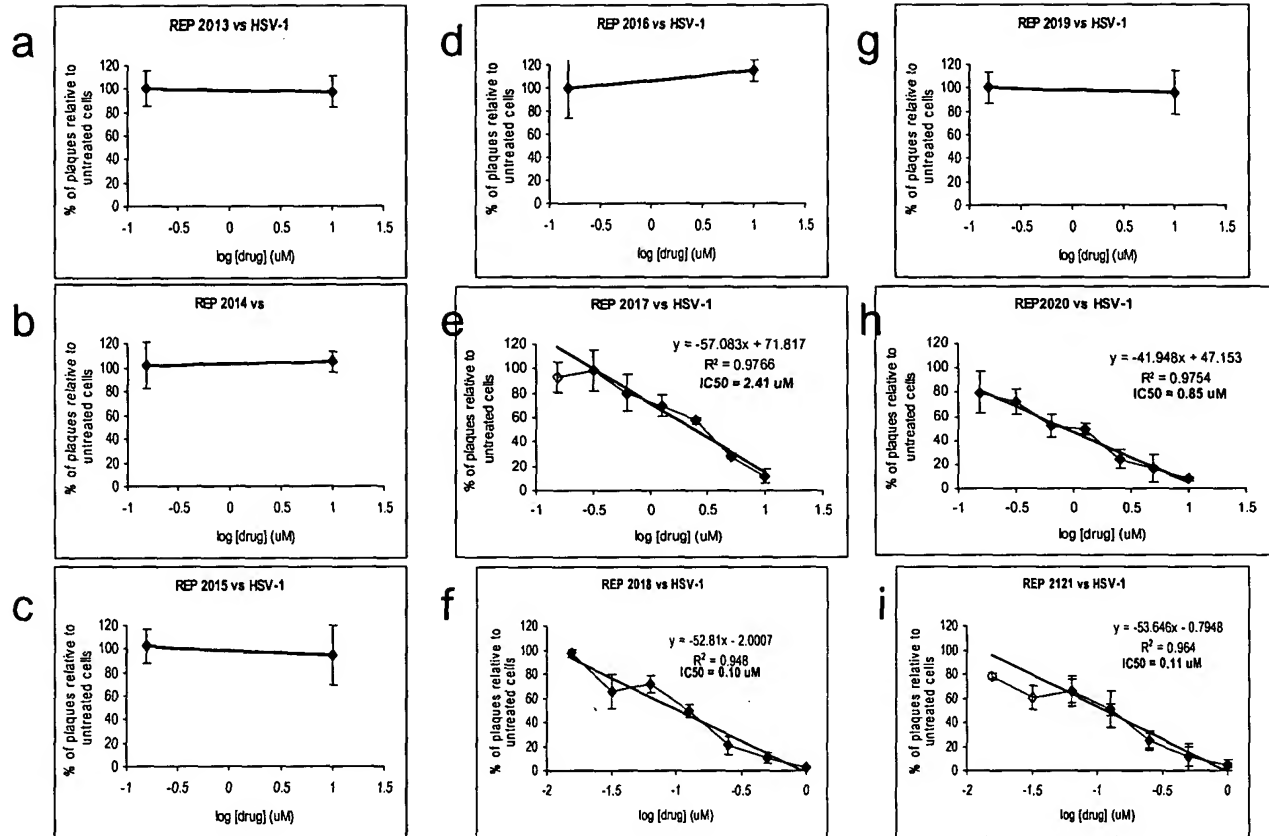 a
REP 2013 vs HSV-1
% of plaques relative to
untreated cells
120
100
80
60
40
20
0
-1 -0.5 0 0.5 1 1.5
log [drug] (uM)
d
REP 2016 vs HSV-1
% of plaques relative to
untreated cells
120
100
80
60
40
20
0
-1 -0.5 0 0.5 1 1.5
log [drug] (uM)
g
REP 2019 vs HSV-1
% of plaques relative to
untreated cells
120
100
80
60
40
20
0
-1 -0.5 0 0.5 1 1.5
log [drug] (uM)
b
REP 2014 vs
% of plaques relative to
untreated cells
120
100
80
60
40
20
0
-1 -0.5 0 0.5 1 1.5
log [drug] (uM)
e
REP 2017 vs HSV-1
y = -57.083x + 71.817
R² = 0.9766
IC50 = 2.41 uM
% of plaques relative to
untreated cells
120
100
80
60
40
20
0
-1 -0.5 0 0.5 1 1.5
log [drug] (uM)
h
REP2020 vs HSV-1
y = -41.948x + 47.153
R² = 0.9754
IC50 = 0.85 uM
% of plaques relative to
untreated cells
120
100
80
60
40
20
0
-1 -0.5 0 0.5 1 1.5
log [drug] (uM)
c
REP 2015 vs HSV-1
% of plaques relative to
untreated cells
120
100
80
60
40
20
0
-1 -0.5 0 0.5 1 1.5
log [drug] (uM)
f
REP 2018 vs HSV-1
y = -52.81x - 2.0007
R² = 0.948
IC50 = 0.10 uM
% of plaques relative to
untreated cells
120
100
80
60
40
20
0
-2 -1.5 -1 -0.5 0
log [drug] (uM)
i
REP 2121 vs HSV-1
y = -53.646x - 0.7948
R² = 0.964
IC50 = 0.11 uM
% of plaques relative to
untreated cells
120
100
80
60
40
20
0
-2 -1.5 -1 -0.5 0
log [drug] (uM)